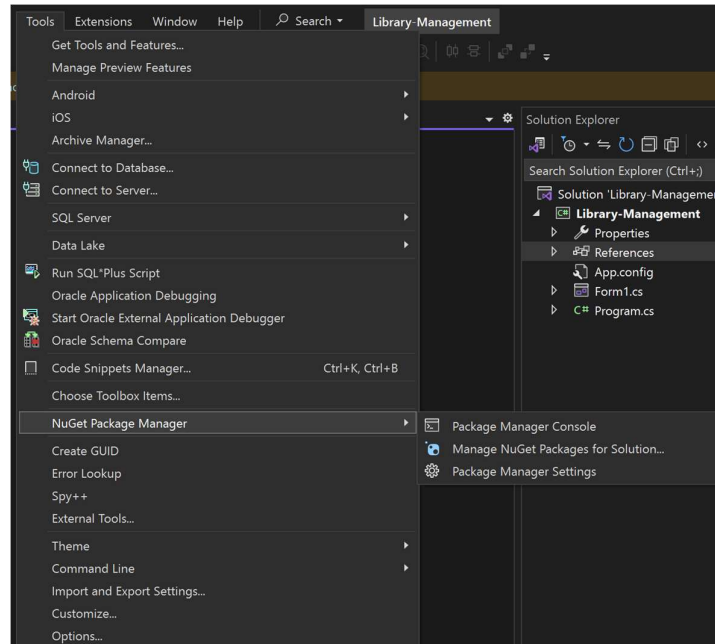 Tools Extensions Window Help Search Library-Management
Get Tools and Features...
Manage Preview Features
Android
iOS
Archive Manager...
Connect to Database...
Connect to Server...
SQL Server
Data Lake
Run SQL*Plus Script
Oracle Application Debugging
Start Oracle External Application Debugger
Oracle Schema Compare
Code Snippets Manager... Ctrl+K, Ctrl+B
Choose Toolbox Items...
NuGet Package Manager
Create GUID
Error Lookup
Spy++
External Tools...
Theme
Command Line
Import and Export Settings...
Customize...
Options...
Package Manager Console
Manage NuGet Packages for Solution...
Package Manager Settings
Solution Explorer
Search Solution Explorer (Ctrl+;)
Solution 'Library-Manageme
C# Library-Management
Properties
References
App.config
Form1.cs
C# Program.cs